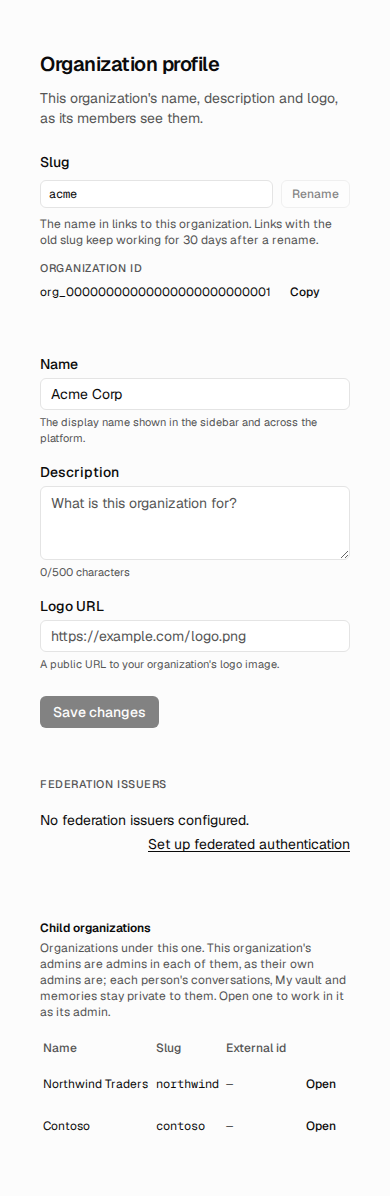 Organization profile
This organization's name, description and logo,
as its members see them.
Slug
acme Rename
The name in links to this organization. Links with the
old slug keep working for 30 days after a rename.
ORGANIZATION ID
org_00000000000000000000000001 Copy
Name
Acme Corp
The display name shown in the sidebar and across the
platform.
Description
What is this organization for?
0/500 characters
Logo URL
https://example.com/logo.png
A public URL to your organization's logo image.
Save changes
FEDERATION ISSUERS
No federation issuers configured.
Set up federated authentication
Child organizations
Organizations under this one. This organization's
admins are admins in each of them, as their own
admins are; each person's conversations, My vault and
memories stay private to them. Open one to work in it
as its admin.
Name Slug External id
Northwind Traders northwind – Open
Contoso contoso – Open